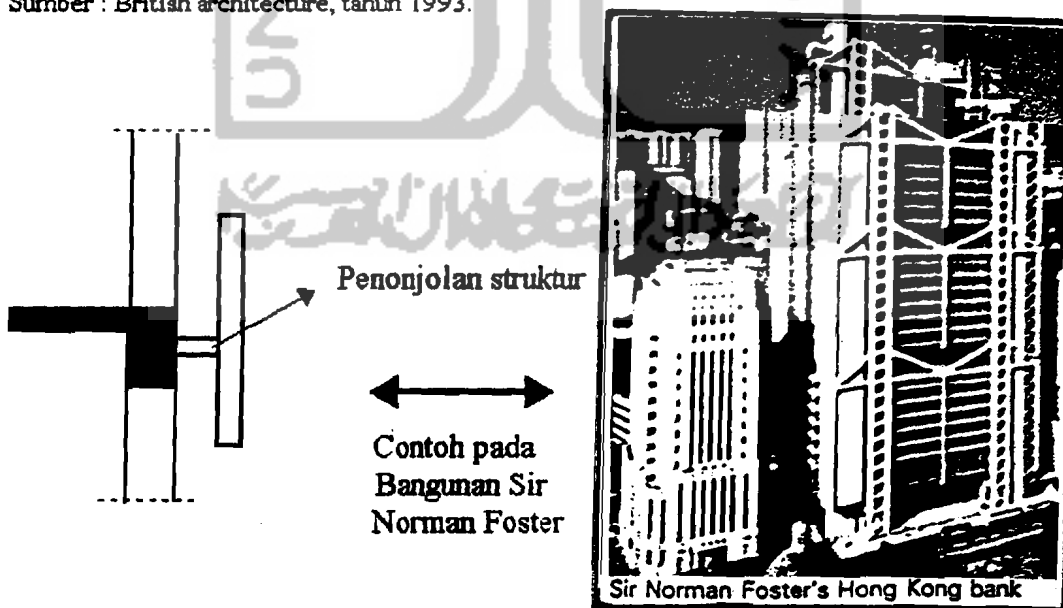 Sumber : British architecture, tahun 1993.
Penonjolan struktur
Contoh pada
Bangunan Sir
Norman Foster
Sir Norman Foster's Hong Kong bank